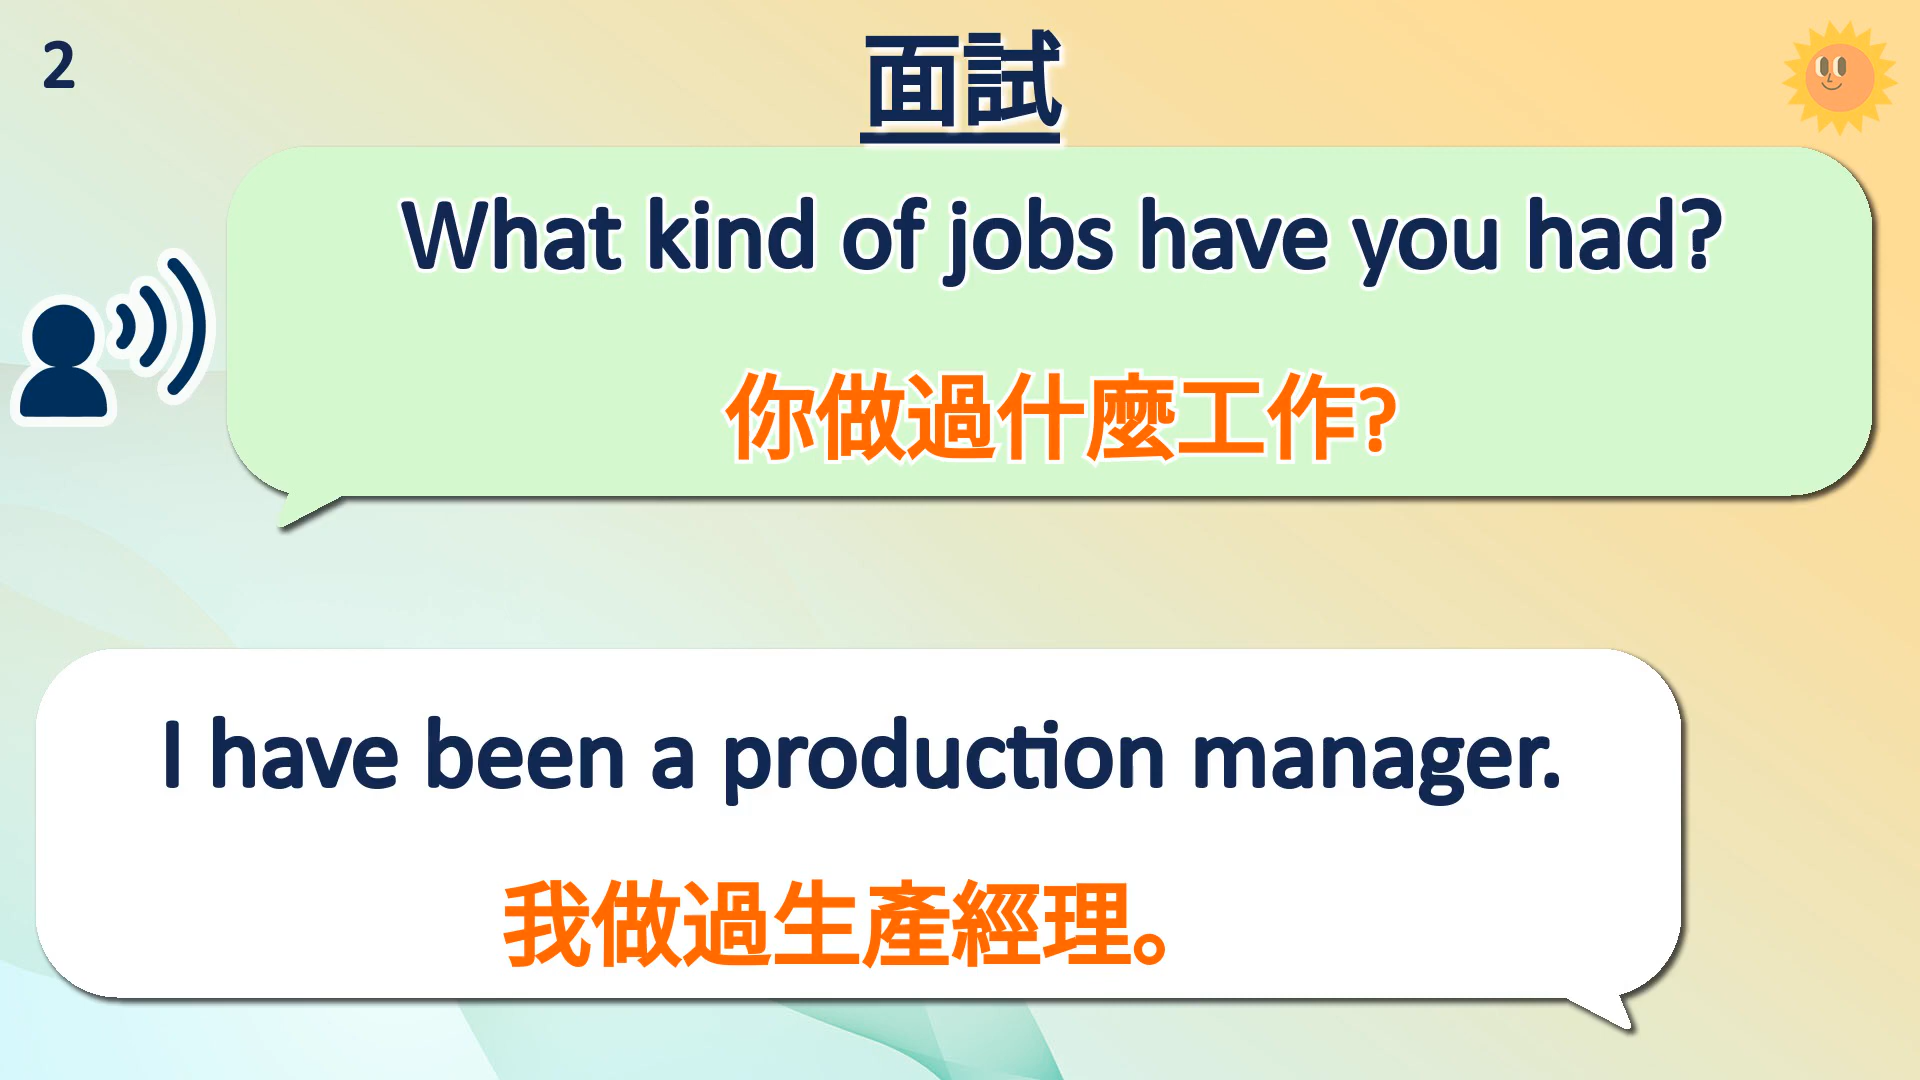 2
面試
What kind of jobs have you had?
你做過什麼工作?
I have been a production manager.
我做過生產經理。